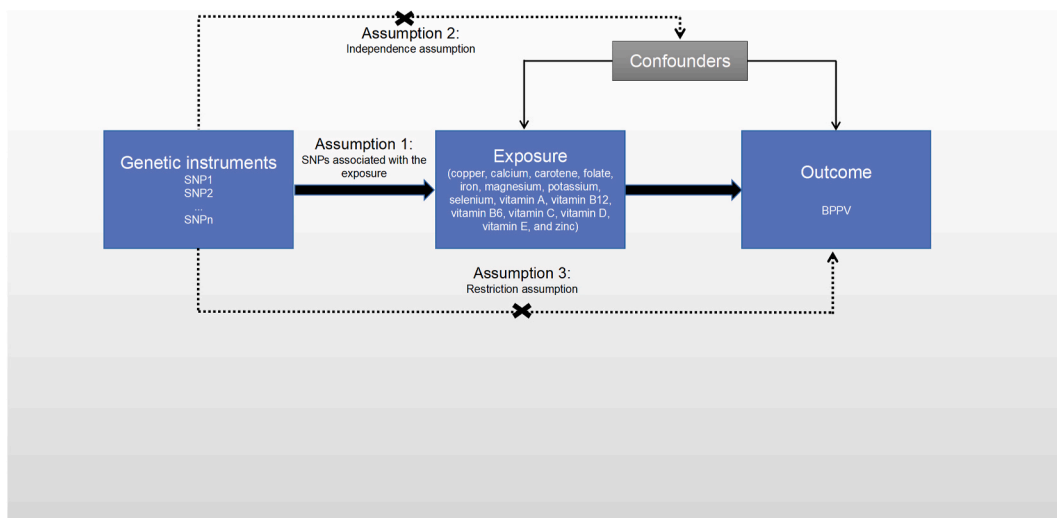 Assumption 2:
Independence assumption
Confounders
Genetic instruments
SNP1
SNP2
...
SNPn
Assumption 1:
SNPs associated with the
exposure
Exposure
(copper, calcium, carotene, folate,
iron, magnesium, potassium,
selenium, vitamin A, vitamin B12,
vitamin B6, vitamin C, vitamin D,
vitamin E, and zinc)
Outcome
BPPV
Assumption 3:
Restriction assumption